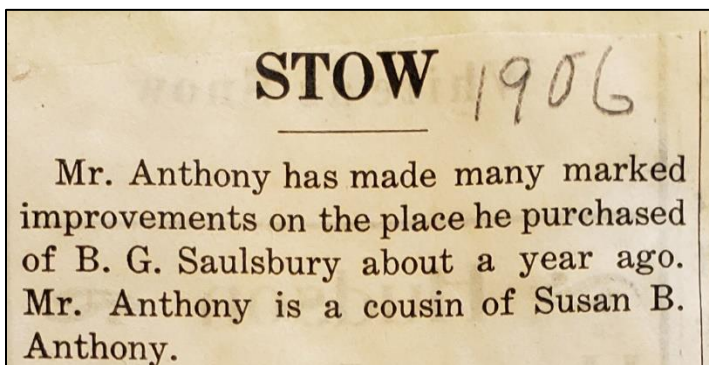 STOW 1906
Mr. Anthony has made many marked
improvements on the place he purchased
of B. G. Saulsbury about a year ago.
Mr. Anthony is a cousin of Susan B.
Anthony.